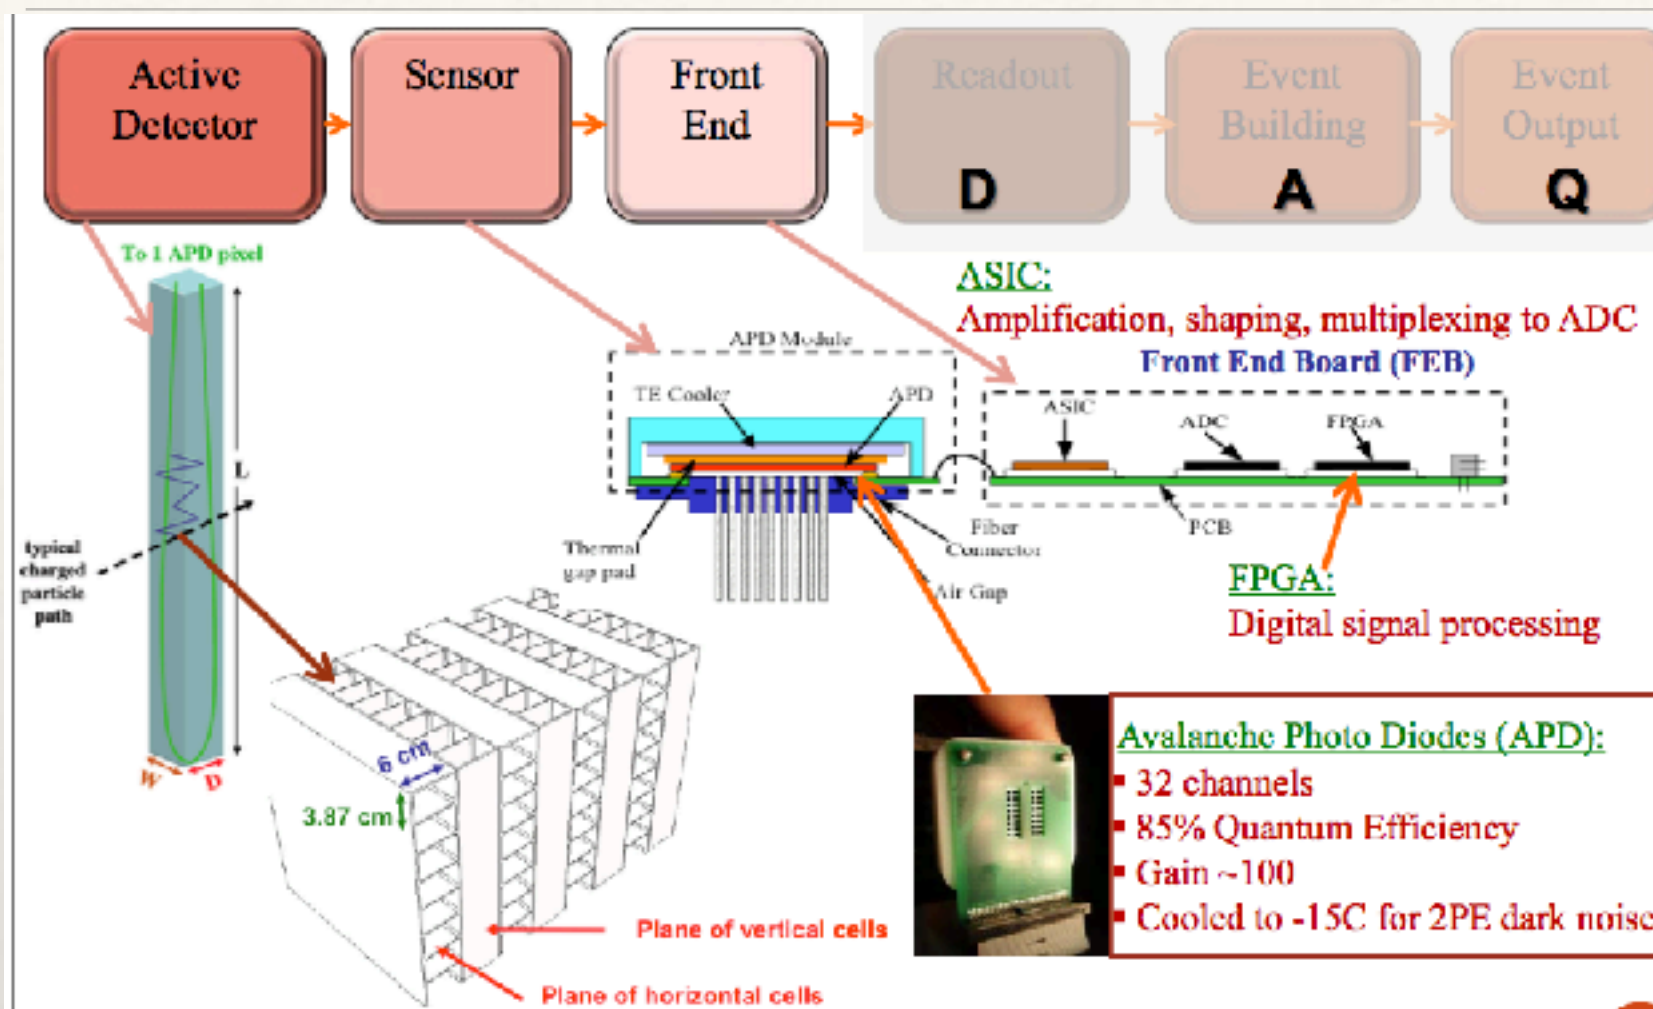 Active
Detector
Sensor
Front
End
Readout
D
Event
Building
A
Event
Output
Q
To 1 APD pixel
L
typical
charged
particle
path
W
D
APD Module
TE Cooler
APD
Thermal
gap pad
Fiber
Connector
Air Gap
ASIC:
Amplification, shaping, multiplexing to ADC
Front End Board (FEB)
ASIC
ADC
FPGA
PCB
FPGA:
Digital signal processing
6 cm
3.87 cm
Plane of vertical cells
Plane of horizontal cells
Avalanche Photo Diodes (APD):
▪ 32 channels
▪ 85% Quantum Efficiency
▪ Gain ~100
▪ Cooled to -15C for 2PE dark noise